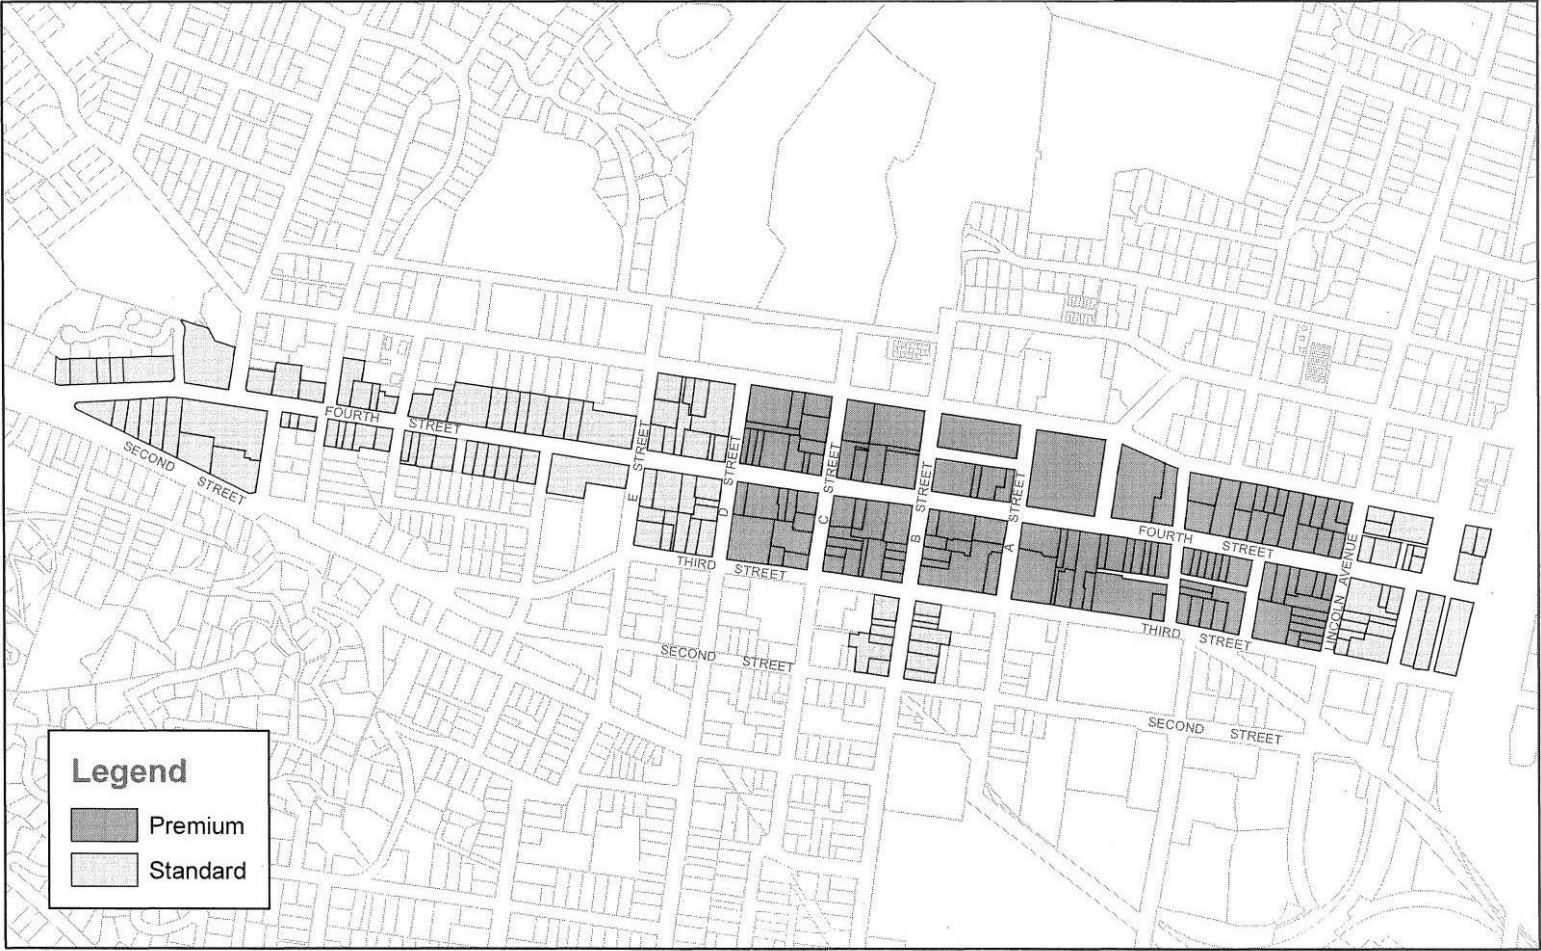 FOURTH STREET
SECOND STREET
E STREET
D STREET
C STREET
B STREET
A STREET
FOURTH STREET
LINCOLN AVENUE
THIRD STREET
THIRD STREET
SECOND STREET
SECOND STREET
Legend
Premium
Standard